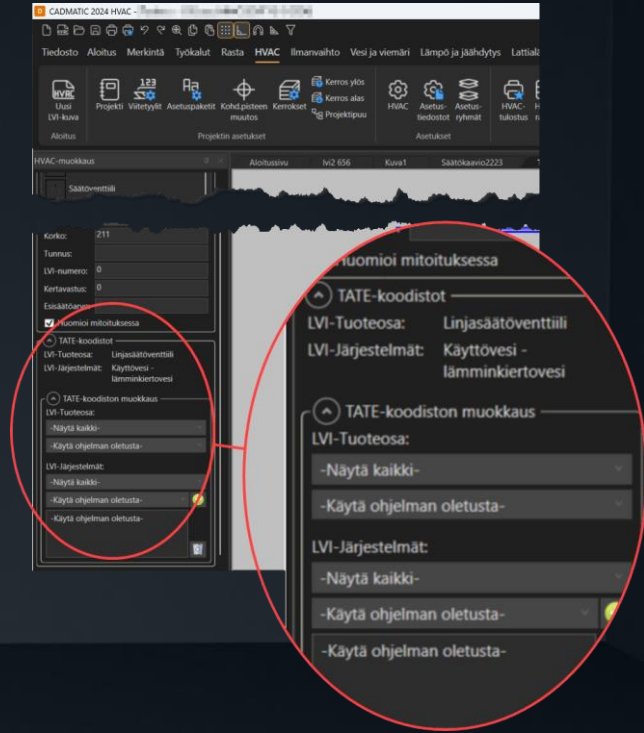 CADMATIC 2024 HVAC -
Tiedosto Aloitus Merkintä Työkalut Rasta HVAC Ilmanvaihto Vesi ja viemäri Lämpö ja jäähdytys
HVAC 123
Uusi LVI-kuva
Projekti
Viitetyylit
Asetuspaketit
Kohd.pisteen muutos
Kerrokset
Kerros ylös
Kerros alas
Projektipuu
HVAC
Asetus-tiedostot
Asetus-ryhmät
HVAC-tulostus
Aloitus Projektin asetukset Asetukset
HVAC-muokkaus
Aloitussivu lvi2 656 Kuva1 Säätökaavio2223
Säätöventtiili
Korko: 211
Tunnus:
LVI-numero: 0
Kertavastus: 0
Esisäätöarvo:
Huomioi mitoituksessa
TATE-koodistot
LVI-Tuoteosa: Linjasäätöventtiili
LVI-Järjestelmät: Käyttövesi -
lämminkiertovesi
TATE-koodiston muokkaus
LVI-Tuoteosa:
-Näytä kaikki-
-Käytä ohjelman oletusta-
LVI-Järjestelmät:
-Näytä kaikki-
-Käytä ohjelman oletusta-
-Käytä ohjelman oletusta-
Huomioi mitoituksessa
TATE-koodistot
LVI-Tuoteosa: Linjasäätöventtiili
LVI-Järjestelmät: Käyttövesi -
lämminkiertovesi
TATE-koodiston muokkaus
LVI-Tuoteosa:
-Näytä kaikki-
-Käytä ohjelman oletusta-
LVI-Järjestelmät:
-Näytä kaikki-
-Käytä ohjelman oletusta-
-Käytä ohjelman oletusta-